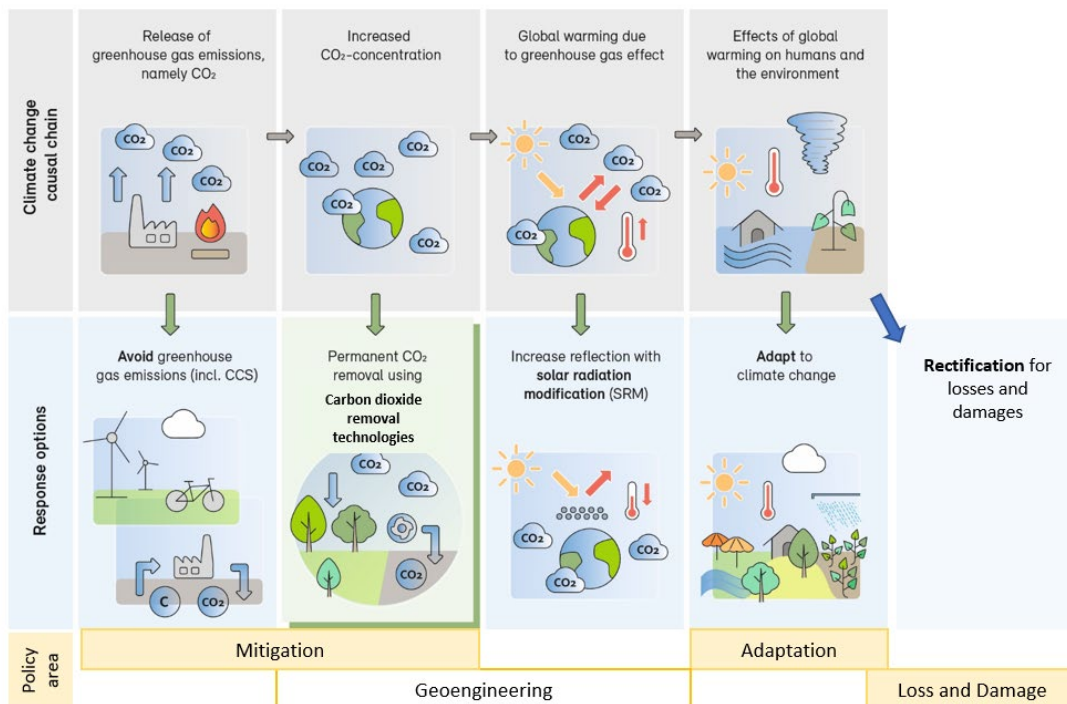 Climate change
causal chain
Release of
greenhouse gas emissions,
namely CO₂
CO₂
CO₂
CO₂
Increased
CO₂-concentration
CO₂
CO₂
CO₂
CO₂
CO₂
Global warming due
to greenhouse gas effect
CO₂
CO₂
CO₂
CO₂
Effects of global
warming on humans and
the environment
Response options
Avoid greenhouse
gas emissions (incl. CCS)
C
CO₂
Permanent CO₂
removal using
Carbon dioxide
removal
technologies
CO₂
CO₂
CO₂
Increase reflection with
solar radiation
modification (SRM)
CO₂
CO₂
CO₂
Adapt to
climate change
Rectification for
losses and
damages
Policy
area
Mitigation
Adaptation
Geoengineering
Loss and Damage